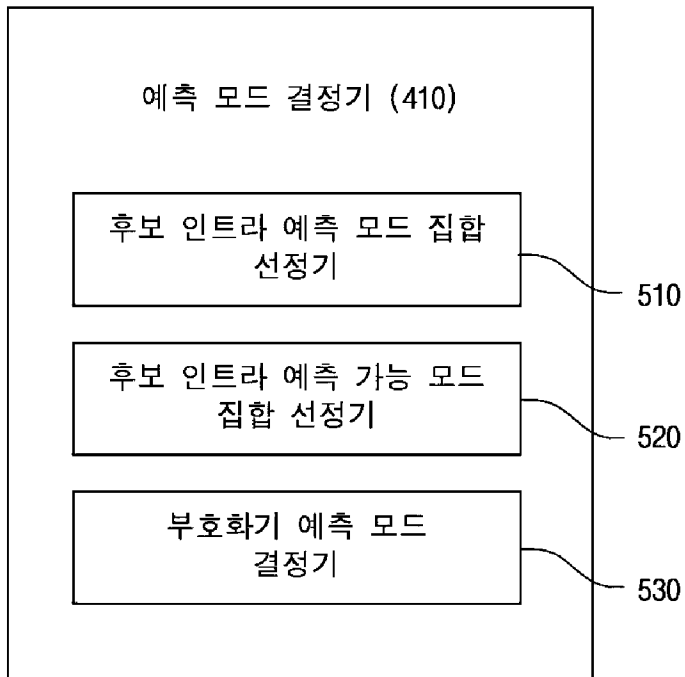 예측 모드 결정기 (410)
후보 인트라 예측 모드 집합
선정기
510
후보 인트라 예측 가능 모드
집합 선정기
520
부호화기 예측 모드
결정기
530